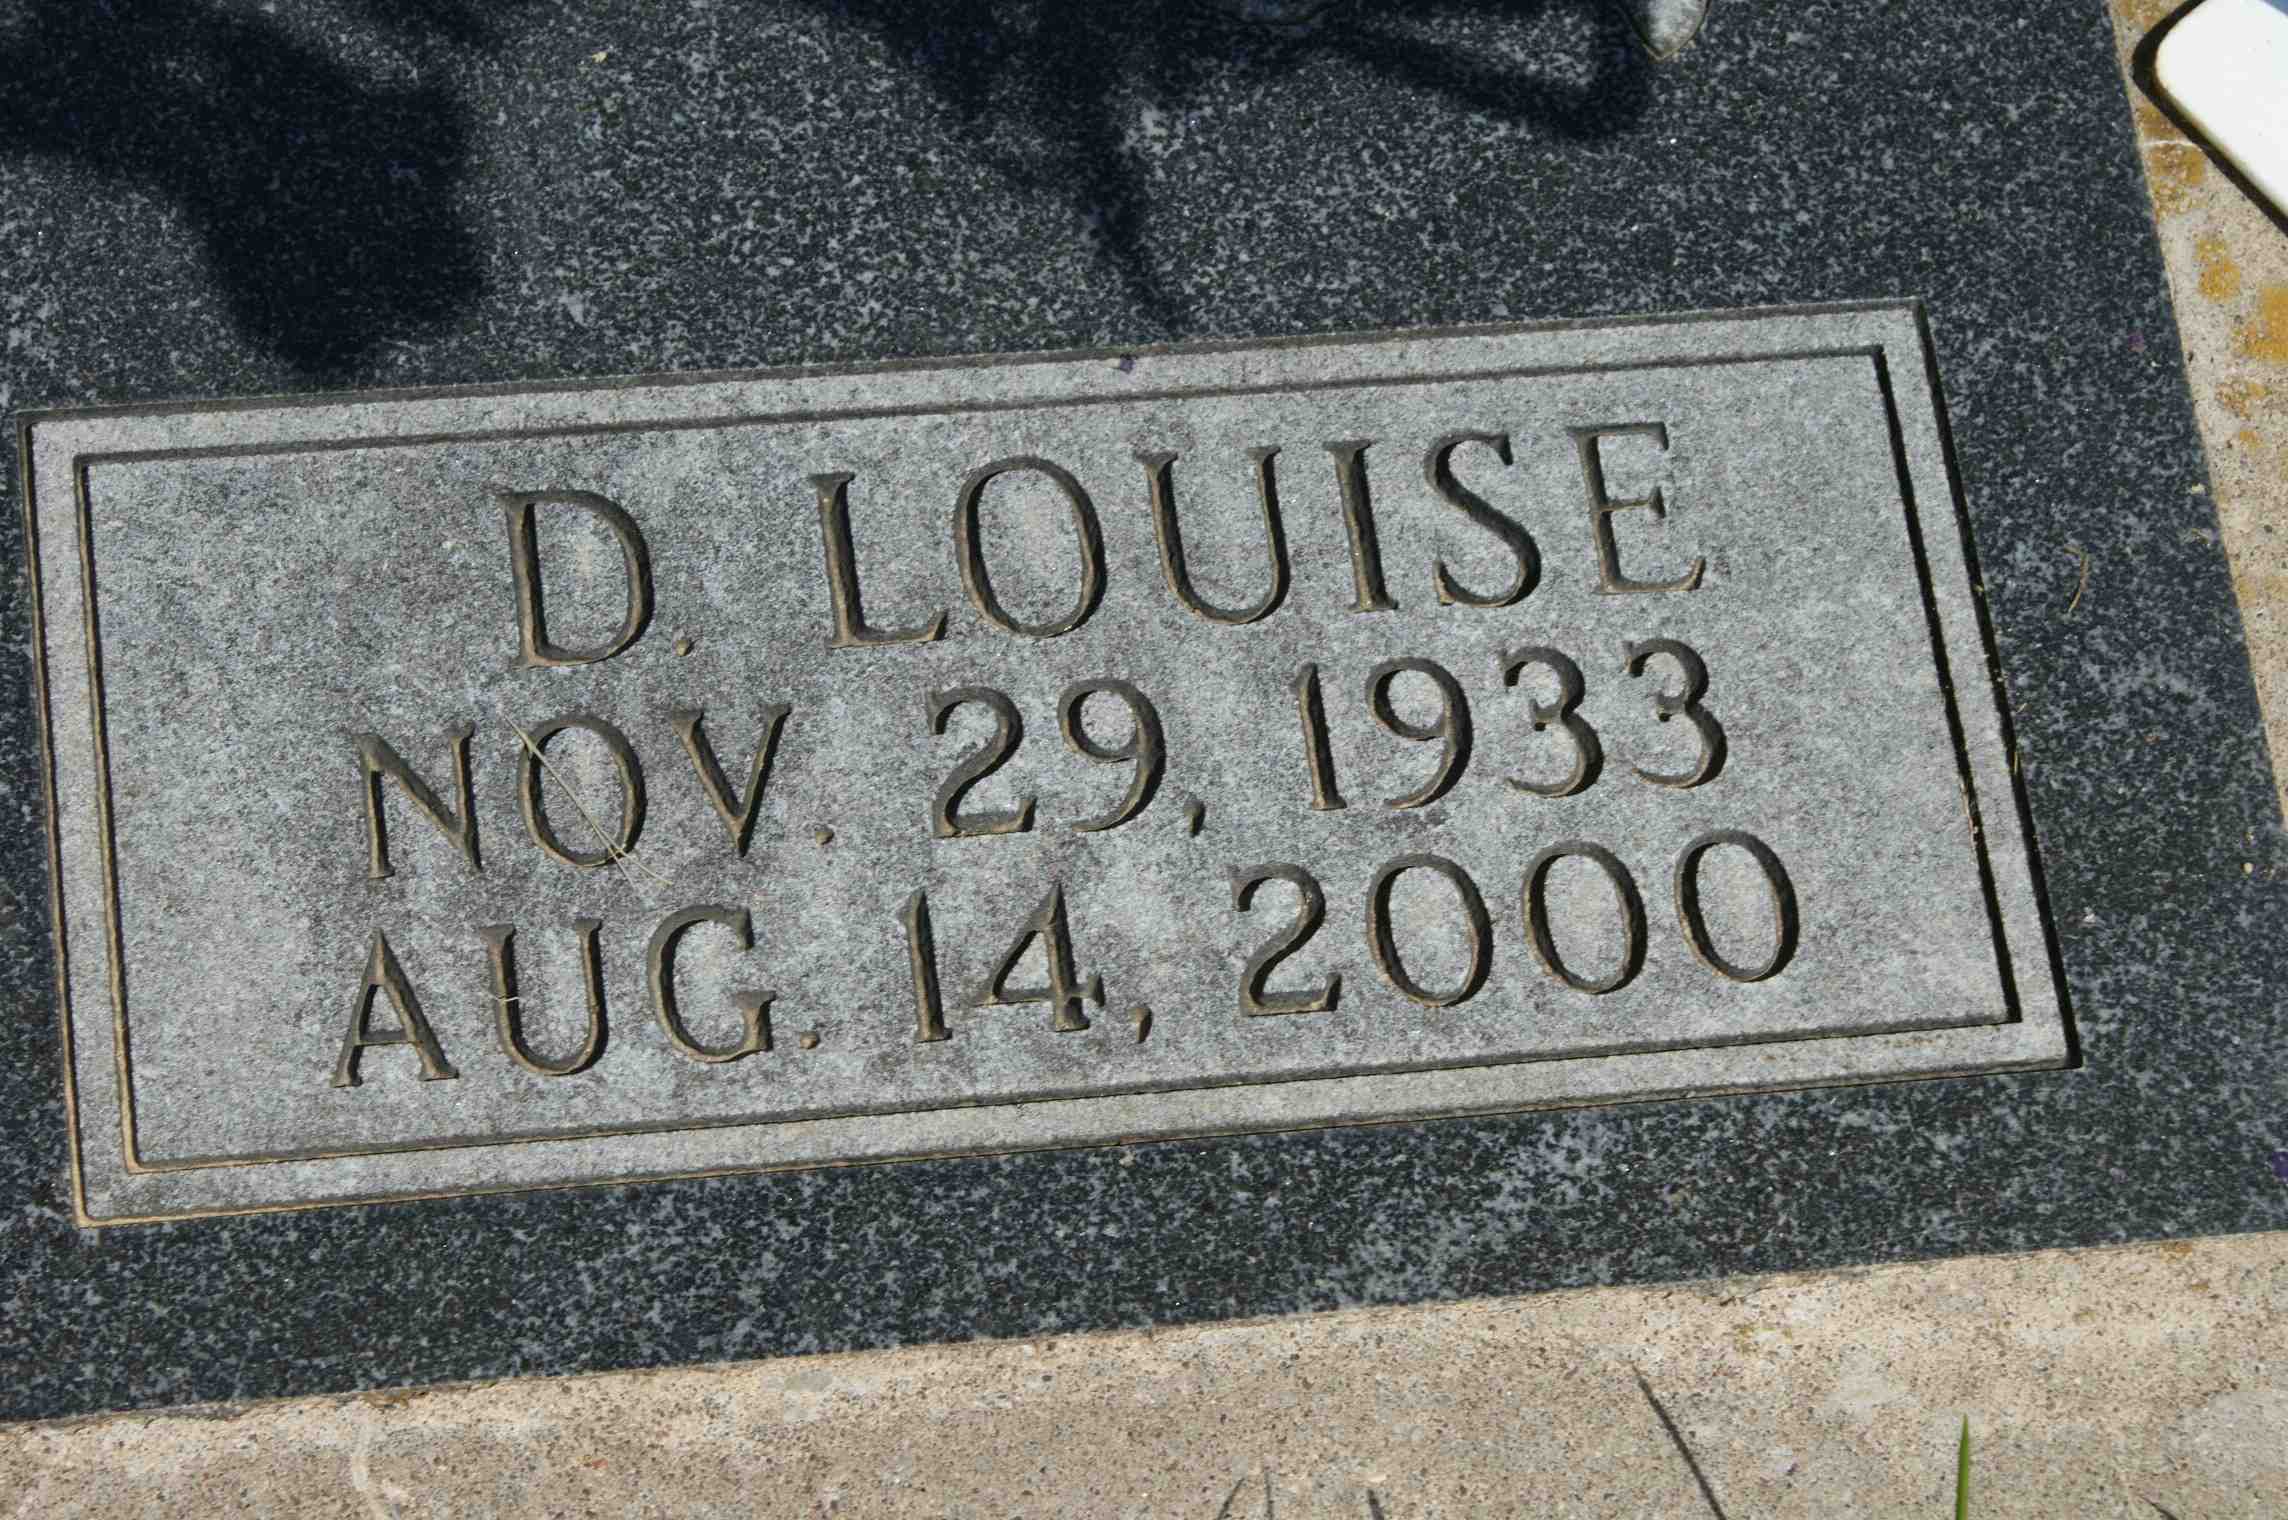 D. LOUISE
NOV. 29, 1933
AUG. 14, 2000